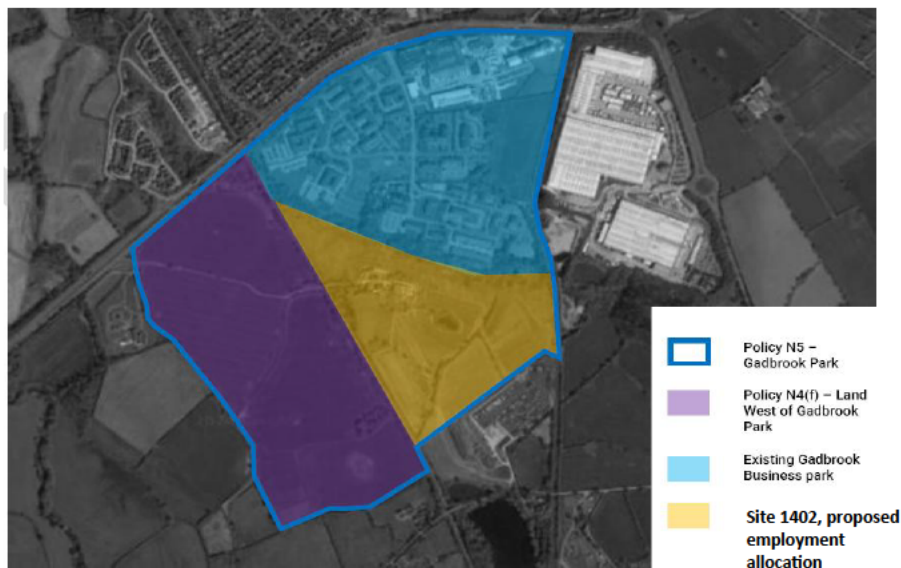 Policy N5 –
Gadbrook Park
Policy N4(f) – Land
West of Gadbrook
Park
Existing Gadbrook
Business park
Site 1402, proposed
employment
allocation